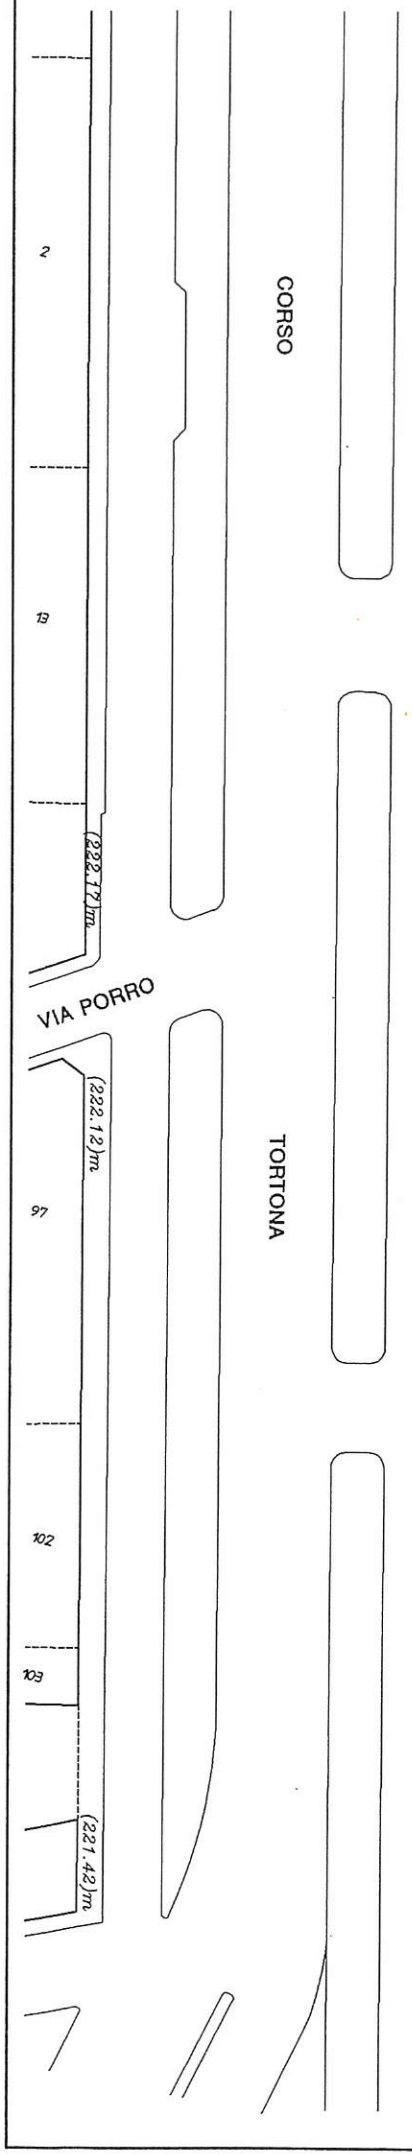 2
CORSO
13
(222.17)m
VIA PORRO
(222.12)m
TORTONA
97
102
103
(221.42)m